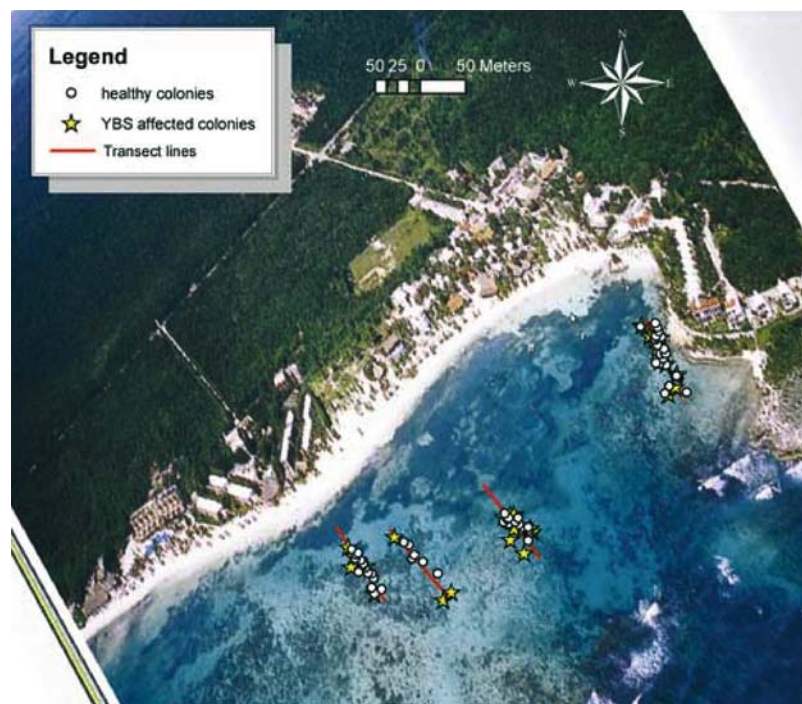 Legend
healthy colonies
YBS affected colonies
Transect lines
50 25 0 50 Meters
N
W E
S